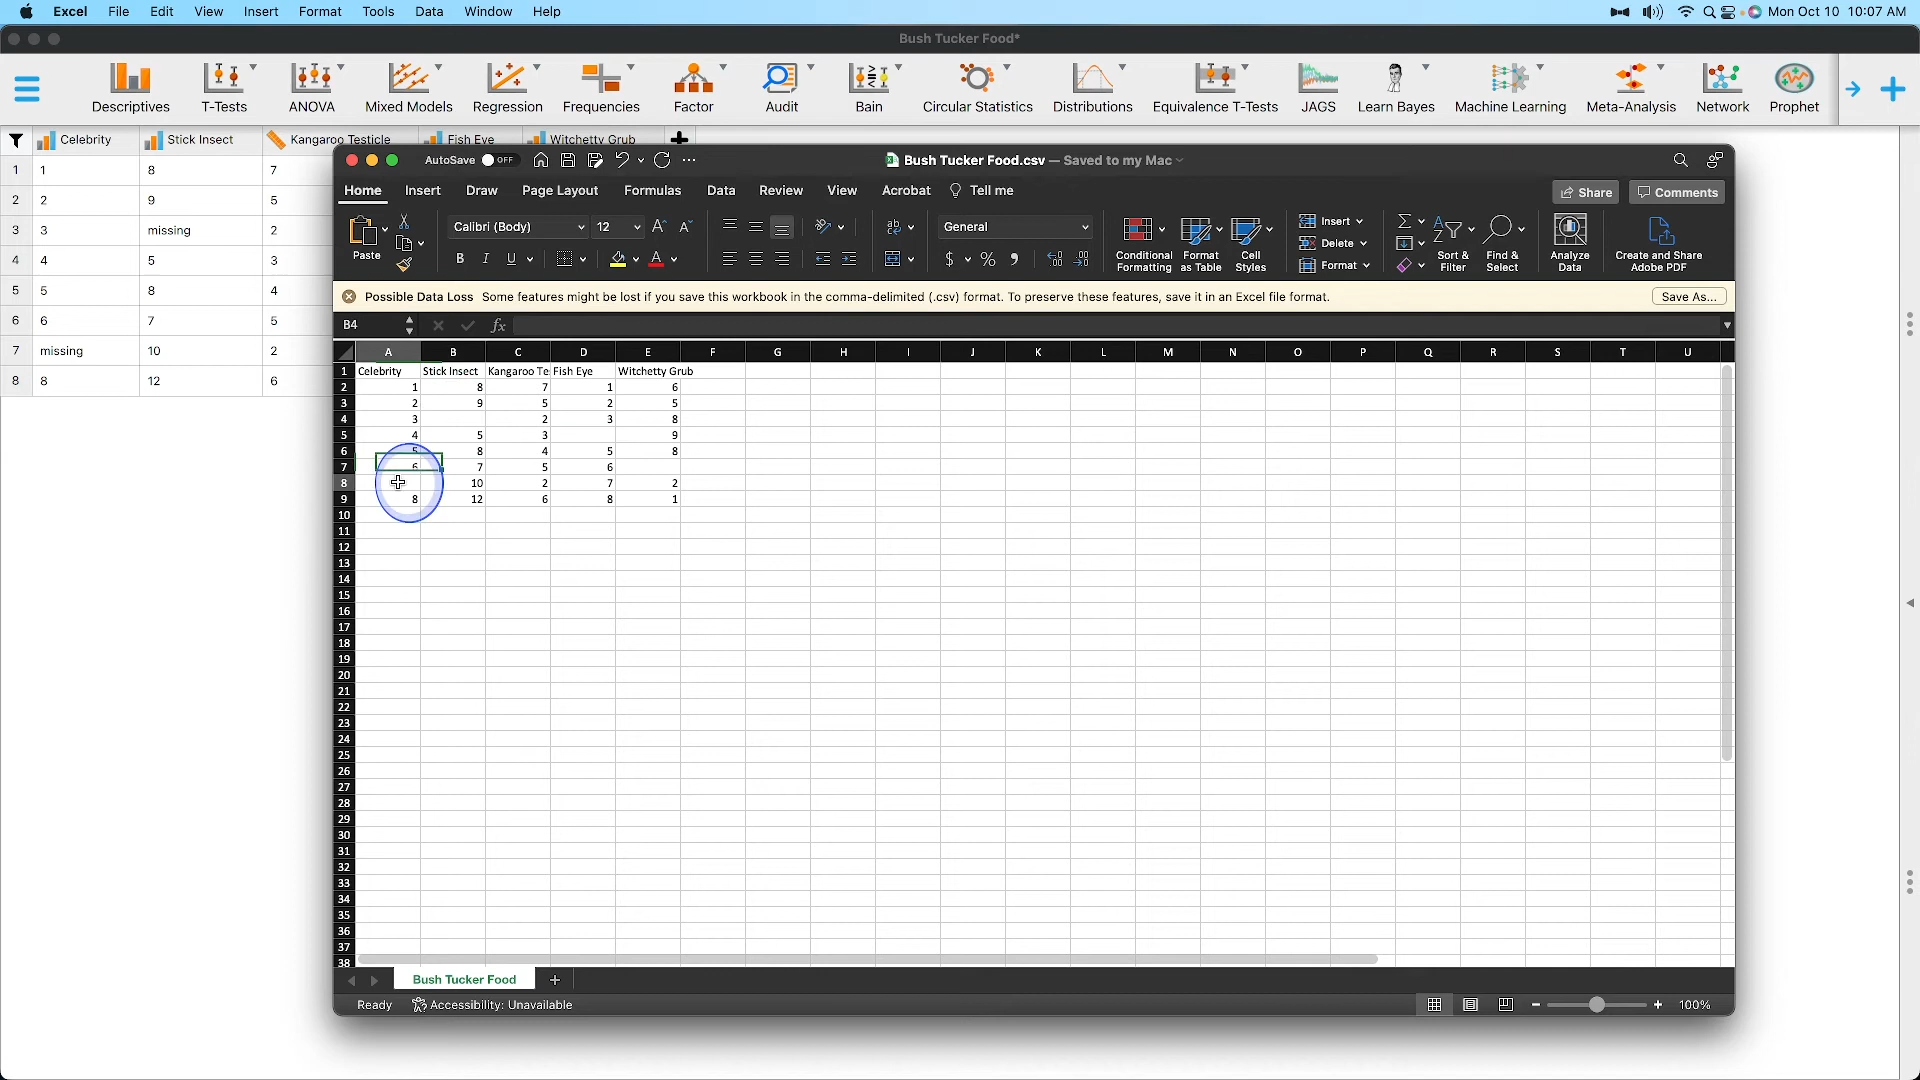 Excel File Edit View Insert Format Tools Data Window Help Mon Oct 10 10:07 AM
Bush Tucker Food*
Descriptives T-Tests ANOVA Mixed Models Regression Frequencies Factor Audit Bain Circular Statistics Distributions Equivalence T-Tests JAGS Learn Bayes Machine Learning Meta-Analysis Network Prophet
Celebrity Stick Insect Kangaroo Testicle Fish Eye Witchetty Grub
1 1 8 7
2 2 9 5
3 3 missing 2
4 4 5 3
5 5 8 4
6 6 7 5
7 missing 10 2
8 8 12 6
AutoSave OFF Bush Tucker Food.csv — Saved to my Mac
Home Insert Draw Page Layout Formulas Data Review View Acrobat Tell me Share Comments
Paste Calibri (Body) 12 General
B I U A $ % Conditional Formatting Format as Table Cell Styles Insert Delete Format Sort & Filter Find & Select Analyze Data Create and Share Adobe PDF
Possible Data Loss Some features might be lost if you save this workbook in the comma-delimited (.csv) format. To preserve these features, save it in an Excel file format. Save As...
B4 fx
A B C D E F G H I J K L M N O P Q R S T U
1 Celebrity Stick Insect Kangaroo Te Fish Eye Witchetty Grub
2 1 8 7 1 6
3 2 9 5 2 5
4 3 2 3 8
5 4 5 3 9
6 5 8 4 5 8
7 6 7 5 6
8 10 2 7 2
9 8 12 6 8 1
10
11
12
13
14
15
16
17
18
19
20
21
22
23
24
25
26
27
28
29
30
31
32
33
34
35
36
37
38
Bush Tucker Food
Ready Accessibility: Unavailable 100%